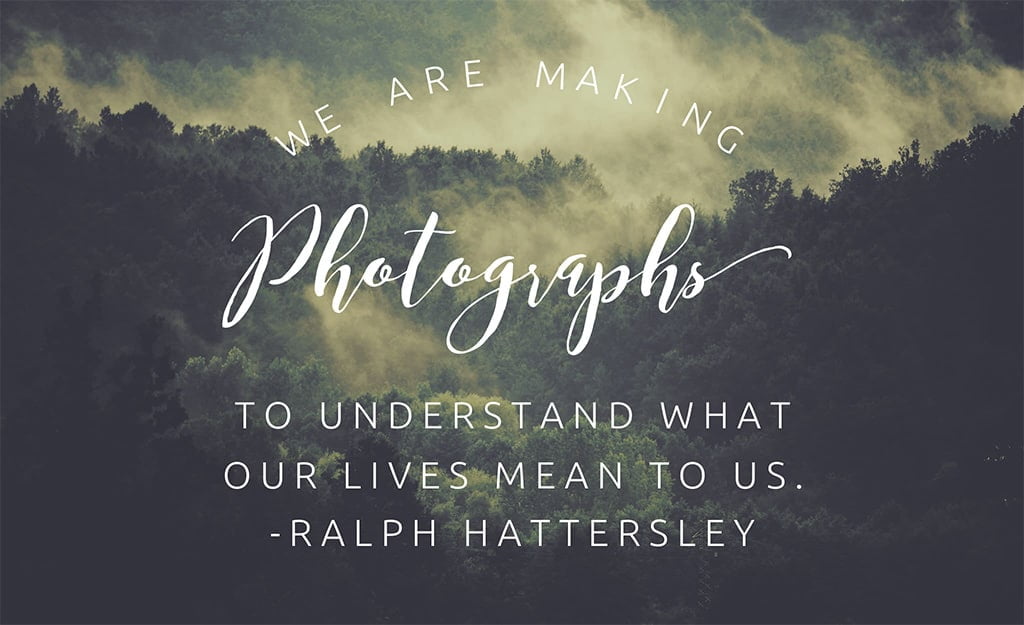 WE ARE MAKING
Photographs
TO UNDERSTAND WHAT
OUR LIVES MEAN TO US.
-RALPH HATTERSLEY